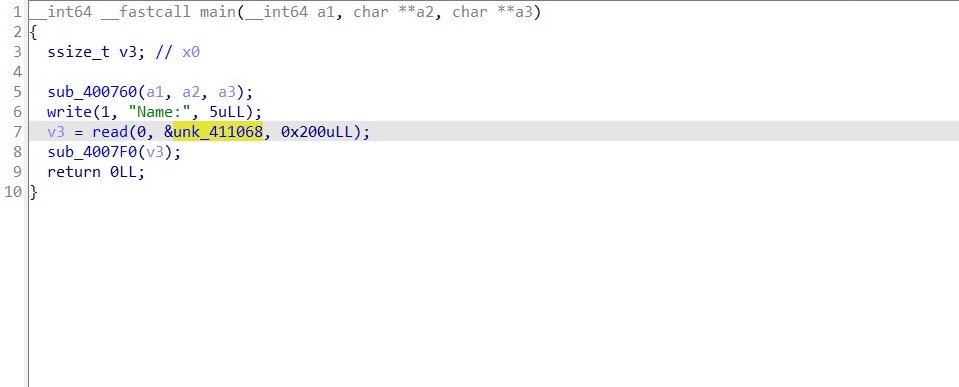 1 __int64 __fastcall main(__int64 a1, char **a2, char **a3)
2 {
3 ssize_t v3; // x0
4
5 sub_400760(a1, a2, a3);
6 write(1, "Name:", 5uLL);
7 v3 = read(0, &unk_411068, 0x200uLL);
8 sub_4007F0(v3);
9 return 0LL;
10 }